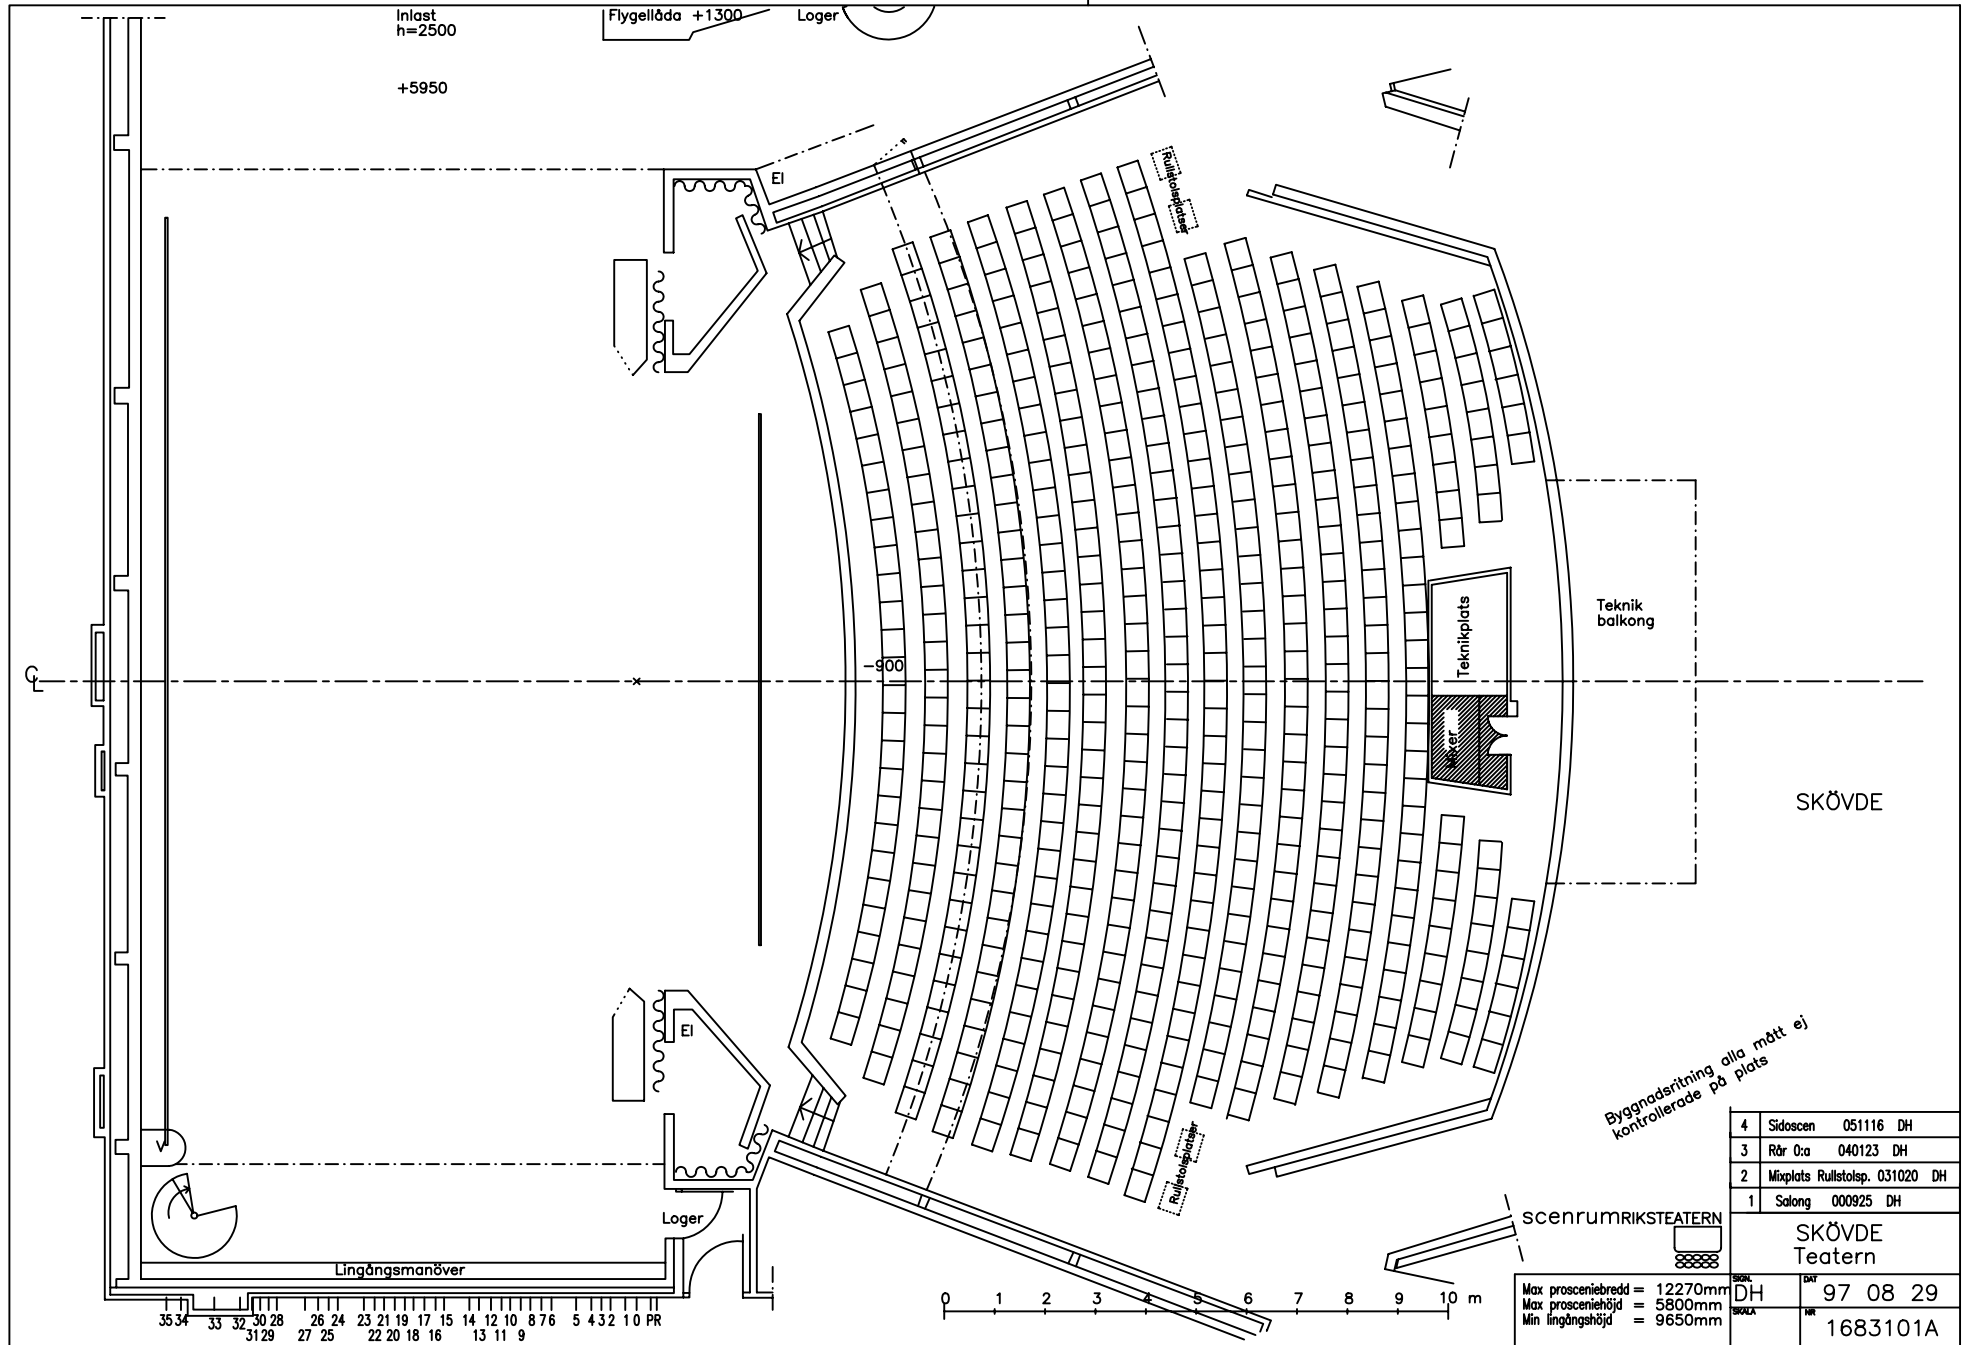 Inlast
h=2500
+5950
Flygellåda +1300
Loger
El
Rullstolsplatser
-900
Teknikplats
Mixer
Teknik
balkong
SKÖVDE
El
Rullstolsplatser
Loger
Lingångsmanöver
35 34 33 32 30 28 26 24 23 21 19 17 15 14 12 10 8 7 6 5 4 3 2 1 0 PR
31 29 27 25 22 20 18 16 13 11 9
0 1 2 3 4 5 6 7 8 9 10 m
Byggnadsritning alla mått ej
kontrollerade på plats
scenrumRIKSTEATERN
4 Sidoscen 051116 DH
3 Rår 0:a 040123 DH
2 Mixplats Rullstolsp. 031020 DH
1 Salong 000925 DH
SKÖVDE
Teatern
Max prosceniebredd = 12270mm
Max prosceniehöjd = 5800mm
Min lingångshöjd = 9650mm
SIGN. DH
DAT 97 08 29
SKALA
NR 1683101A